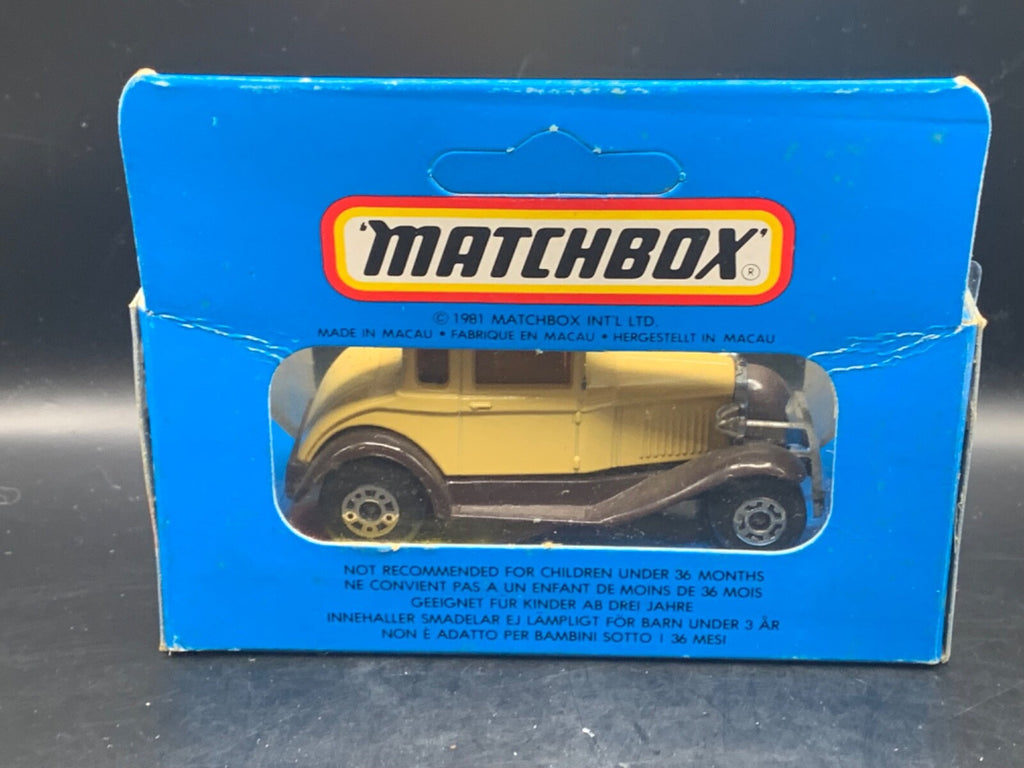 'MATCHBOX'®
© 1981 MATCHBOX INT'L LTD.
MADE IN MACAU • FABRIQUE EN MACAU • HERGESTELLT IN MACAU
NOT RECOMMENDED FOR CHILDREN UNDER 36 MONTHS
NE CONVIENT PAS A UN ENFANT DE MOINS DE 36 MOIS
GEEIGNET FUR KINDER AB DREI JAHRE
INNEHALLER SMADELAR EJ LÄMPLIGT FÖR BARN UNDER 3 ÅR
NON È ADATTO PER BAMBINI SOTTO I 36 MESI